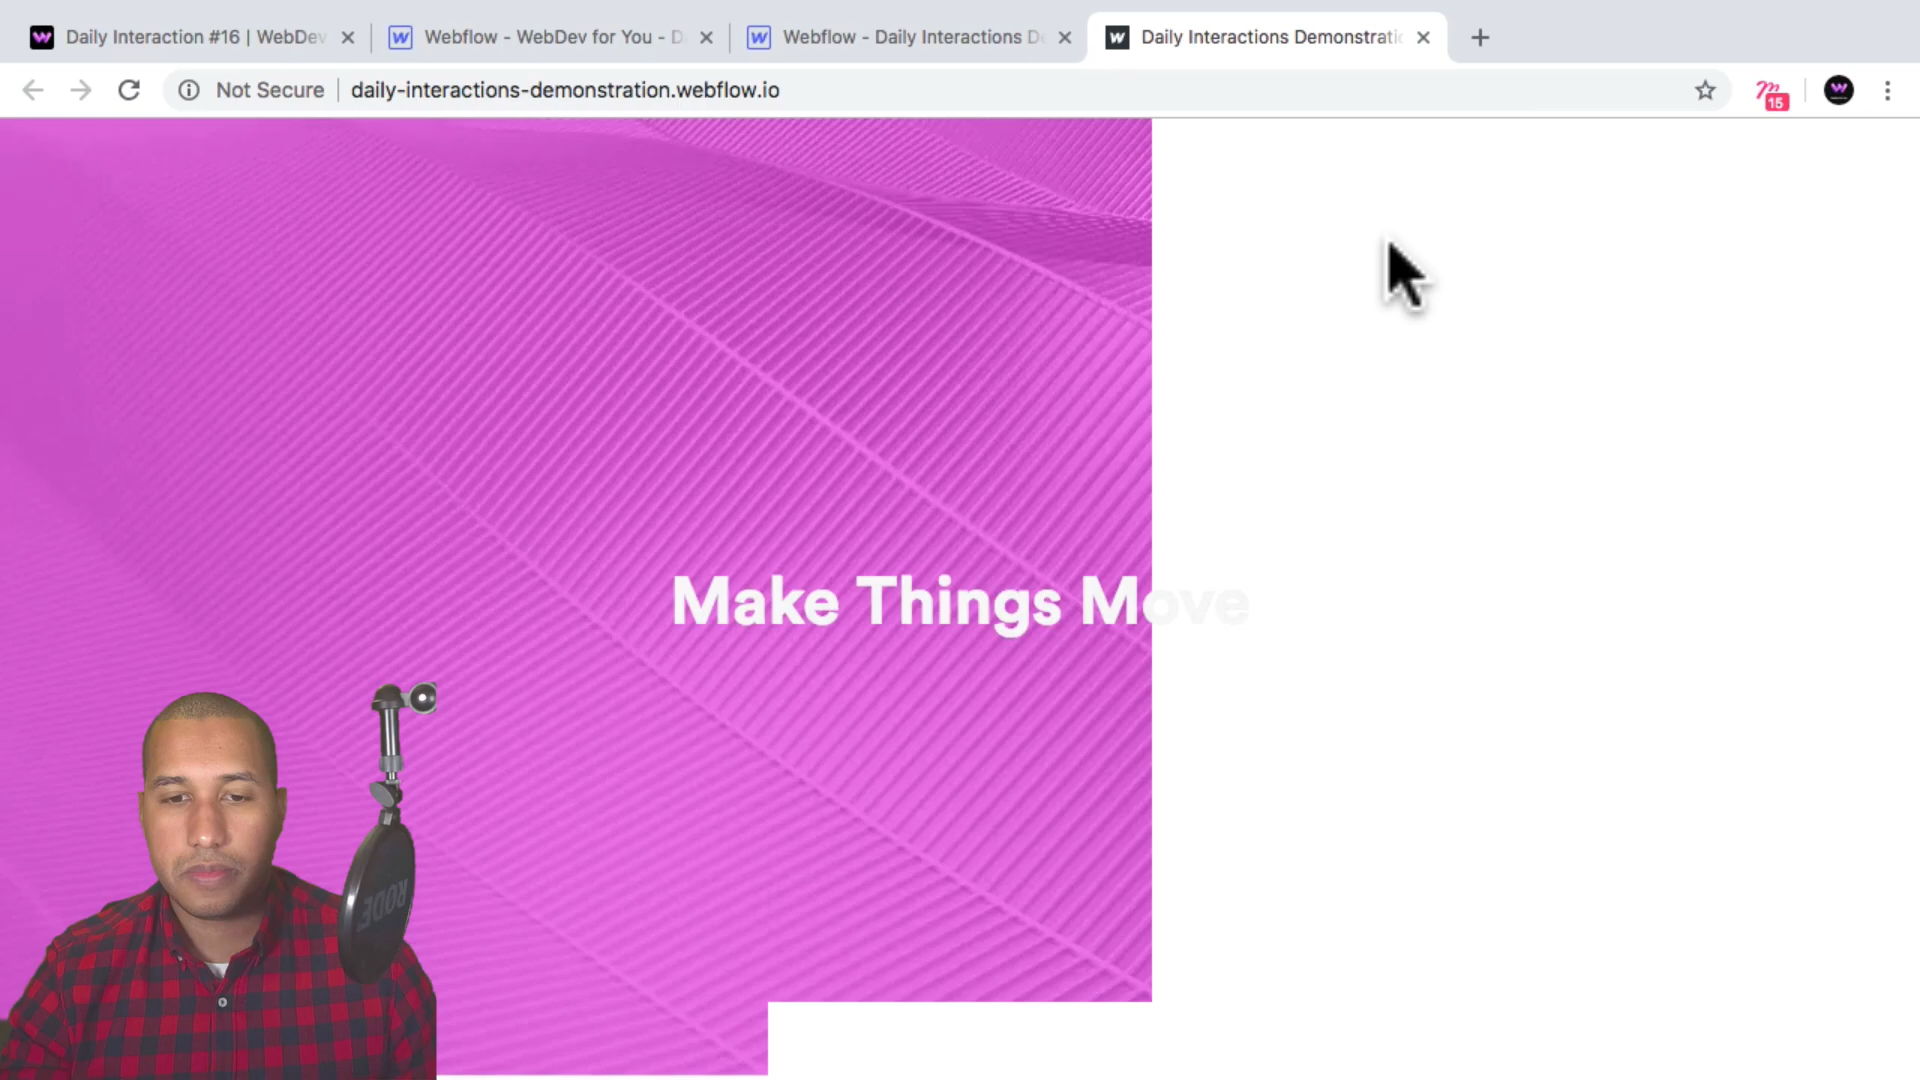 Daily Interaction #16 | WebDev
Webflow - WebDev for You - D
Webflow - Daily Interactions De
Daily Interactions Demonstratic
Not Secure
daily-interactions-demonstration.webflow.io
15
Make Things Move
RODE